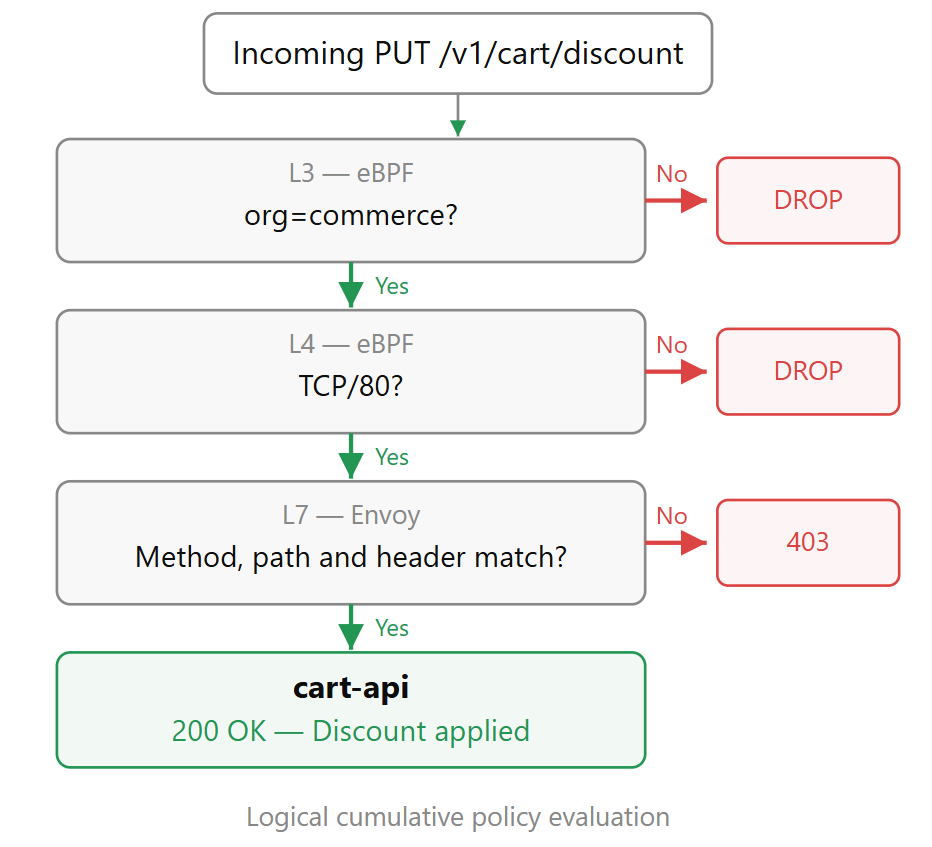 Incoming PUT /v1/cart/discount
L3 — eBPF
org=commerce?
No
DROP
Yes
L4 — eBPF
TCP/80?
No
DROP
Yes
L7 — Envoy
Method, path and header match?
No
403
Yes
cart-api
200 OK — Discount applied
Logical cumulative policy evaluation